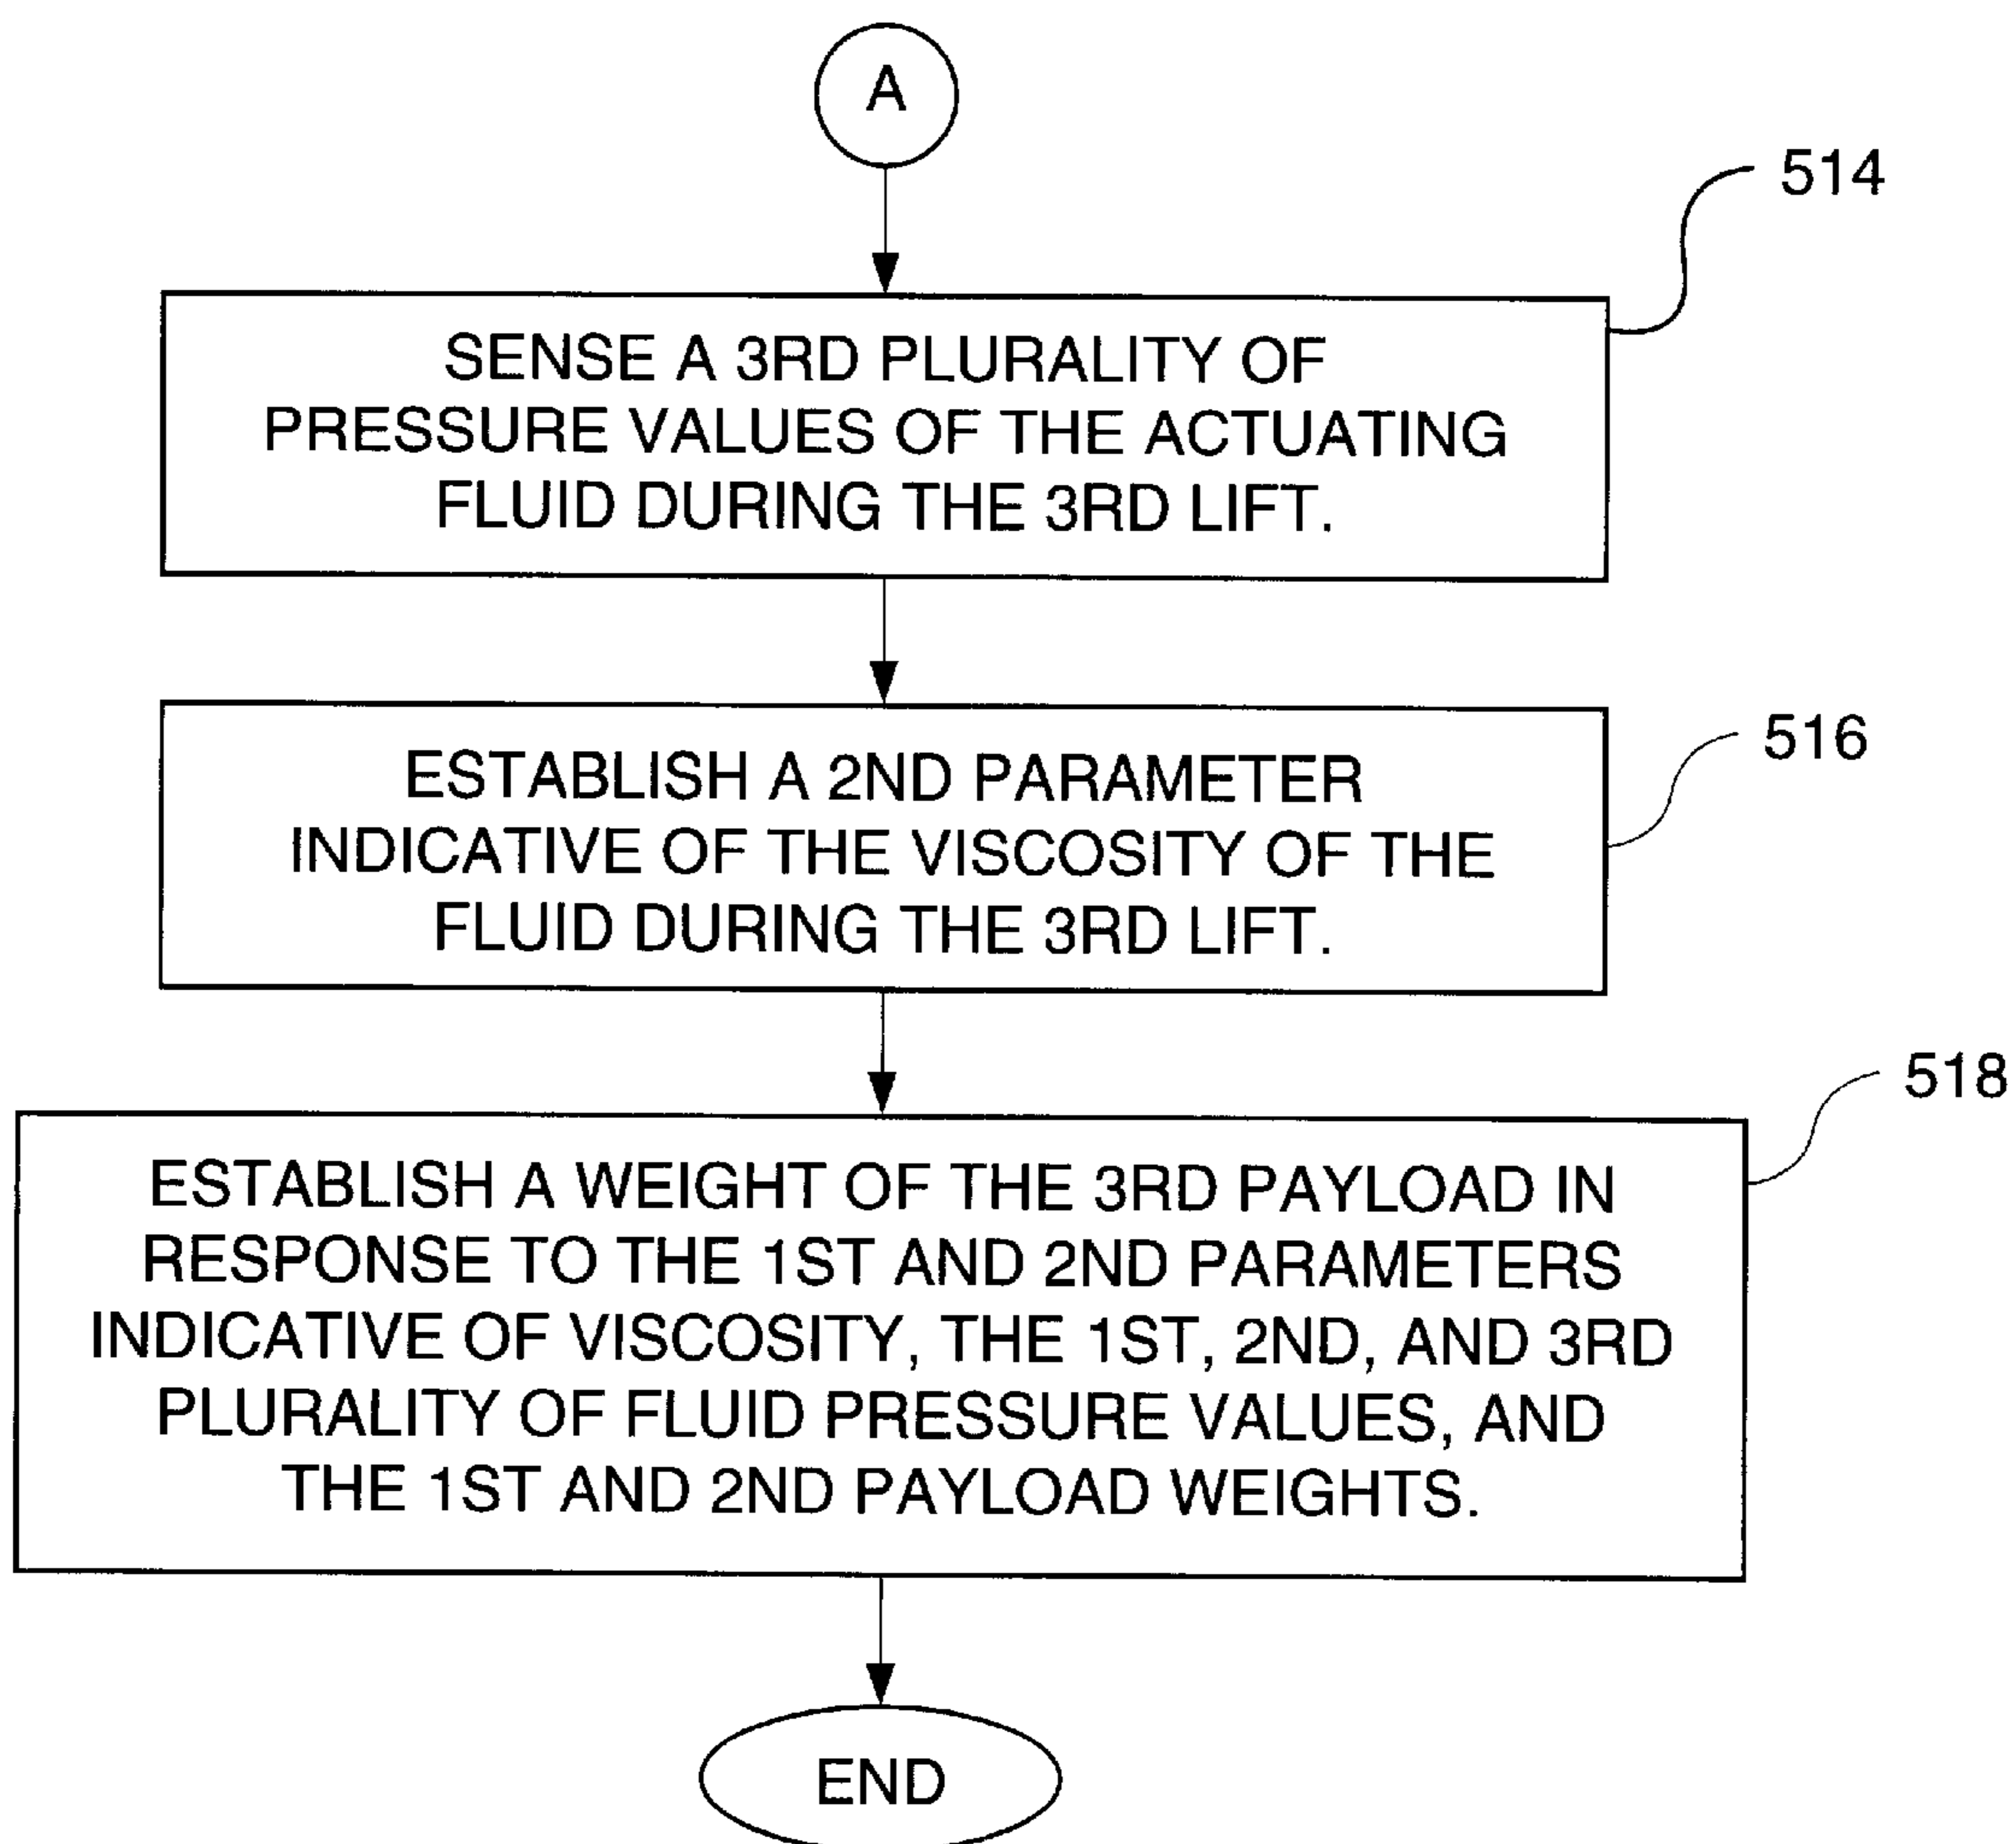 A
514
SENSE A 3RD PLURALITY OF
PRESSURE VALUES OF THE ACTUATING
FLUID DURING THE 3RD LIFT.
516
ESTABLISH A 2ND PARAMETER
INDICATIVE OF THE VISCOSITY OF THE
FLUID DURING THE 3RD LIFT.
518
ESTABLISH A WEIGHT OF THE 3RD PAYLOAD IN
RESPONSE TO THE 1ST AND 2ND PARAMETERS
INDICATIVE OF VISCOSITY, THE 1ST, 2ND, AND 3RD
PLURALITY OF FLUID PRESSURE VALUES, AND
THE 1ST AND 2ND PAYLOAD WEIGHTS.
END